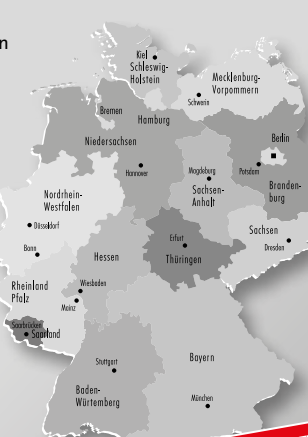 n
Kiel
Schleswig-
Holstein
Mecklenburg-
Vorpommern
Schwerin
Bremen
Hamburg
Niedersachsen
Berlin
Hannover
Magdeburg
Potsdam
Sachsen-
Anhalt
Branden-
burg
Nordrhein-
Westfalen
Düsseldorf
Bonn
Erfurt
Sachsen
Dresden
Hessen
Thüringen
Rheinland
Pfalz
Wiesbaden
Mainz
Saarbrücken
Saarland
Stuttgart
Bayern
Baden-
Würtemberg
München